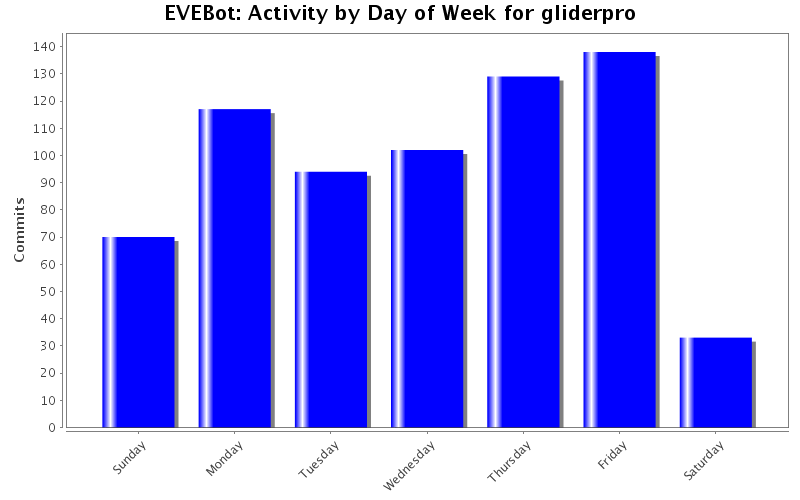 EVEBot: Activity by Day of Week for gliderpro
140
130
120
110
100
90
80
70
60
50
40
30
20
10
0
Commits
Sunday
Monday
Tuesday
Wednesday
Thursday
Friday
Saturday